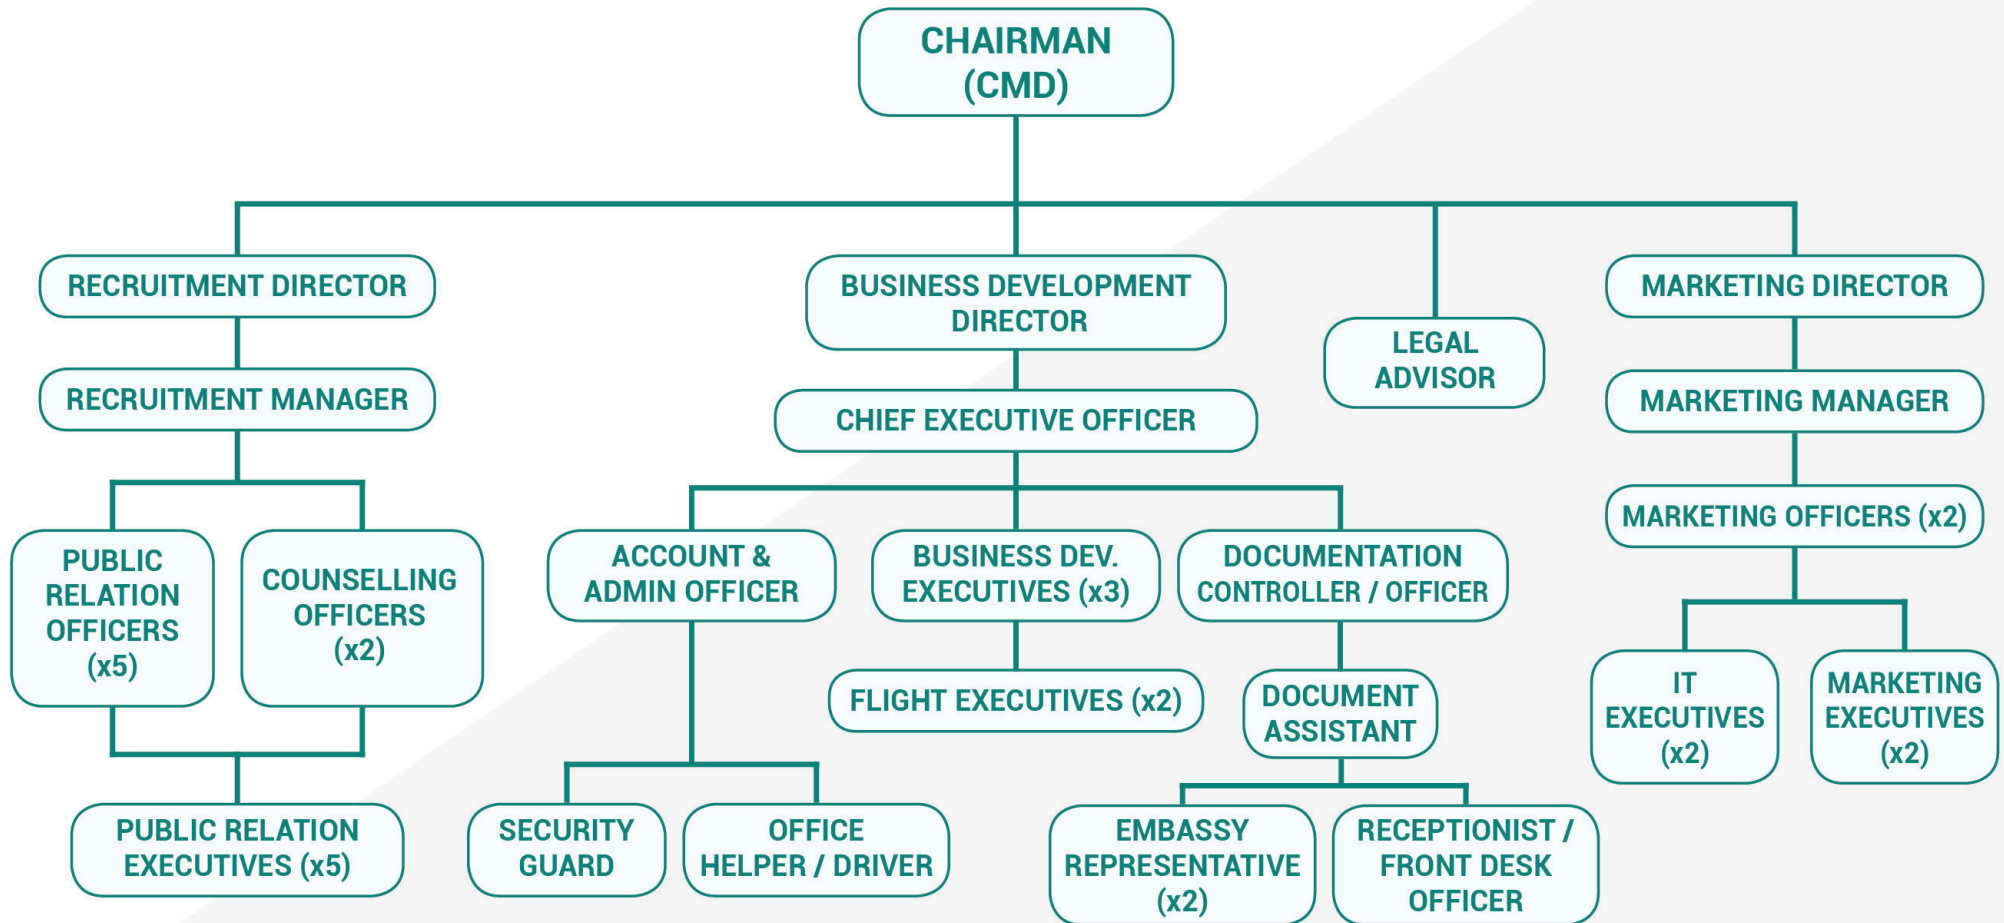 CHAIRMAN
(CMD)
RECRUITMENT DIRECTOR
BUSINESS DEVELOPMENT
DIRECTOR
LEGAL
ADVISOR
MARKETING DIRECTOR
RECRUITMENT MANAGER
CHIEF EXECUTIVE OFFICER
MARKETING MANAGER
MARKETING OFFICERS (x2)
PUBLIC
RELATION
OFFICERS
(x5)
COUNSELLING
OFFICERS
(x2)
ACCOUNT &
ADMIN OFFICER
BUSINESS DEV.
EXECUTIVES (x3)
DOCUMENTATION
CONTROLLER / OFFICER
FLIGHT EXECUTIVES (x2)
DOCUMENT
ASSISTANT
IT
EXECUTIVES
(x2)
MARKETING
EXECUTIVES
(x2)
PUBLIC RELATION
EXECUTIVES (x5)
SECURITY
GUARD
OFFICE
HELPER / DRIVER
EMBASSY
REPRESENTATIVE
(x2)
RECEPTIONIST /
FRONT DESK
OFFICER